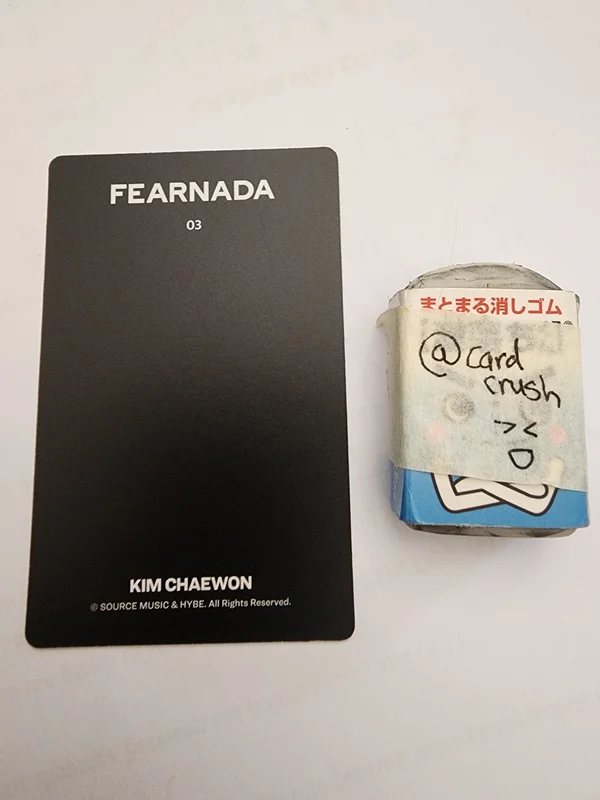 FEARNADA
03
KIM CHAEWON
© SOURCE MUSIC & HYBE. All Rights Reserved.
まとまる消しゴム
@card
crush
><